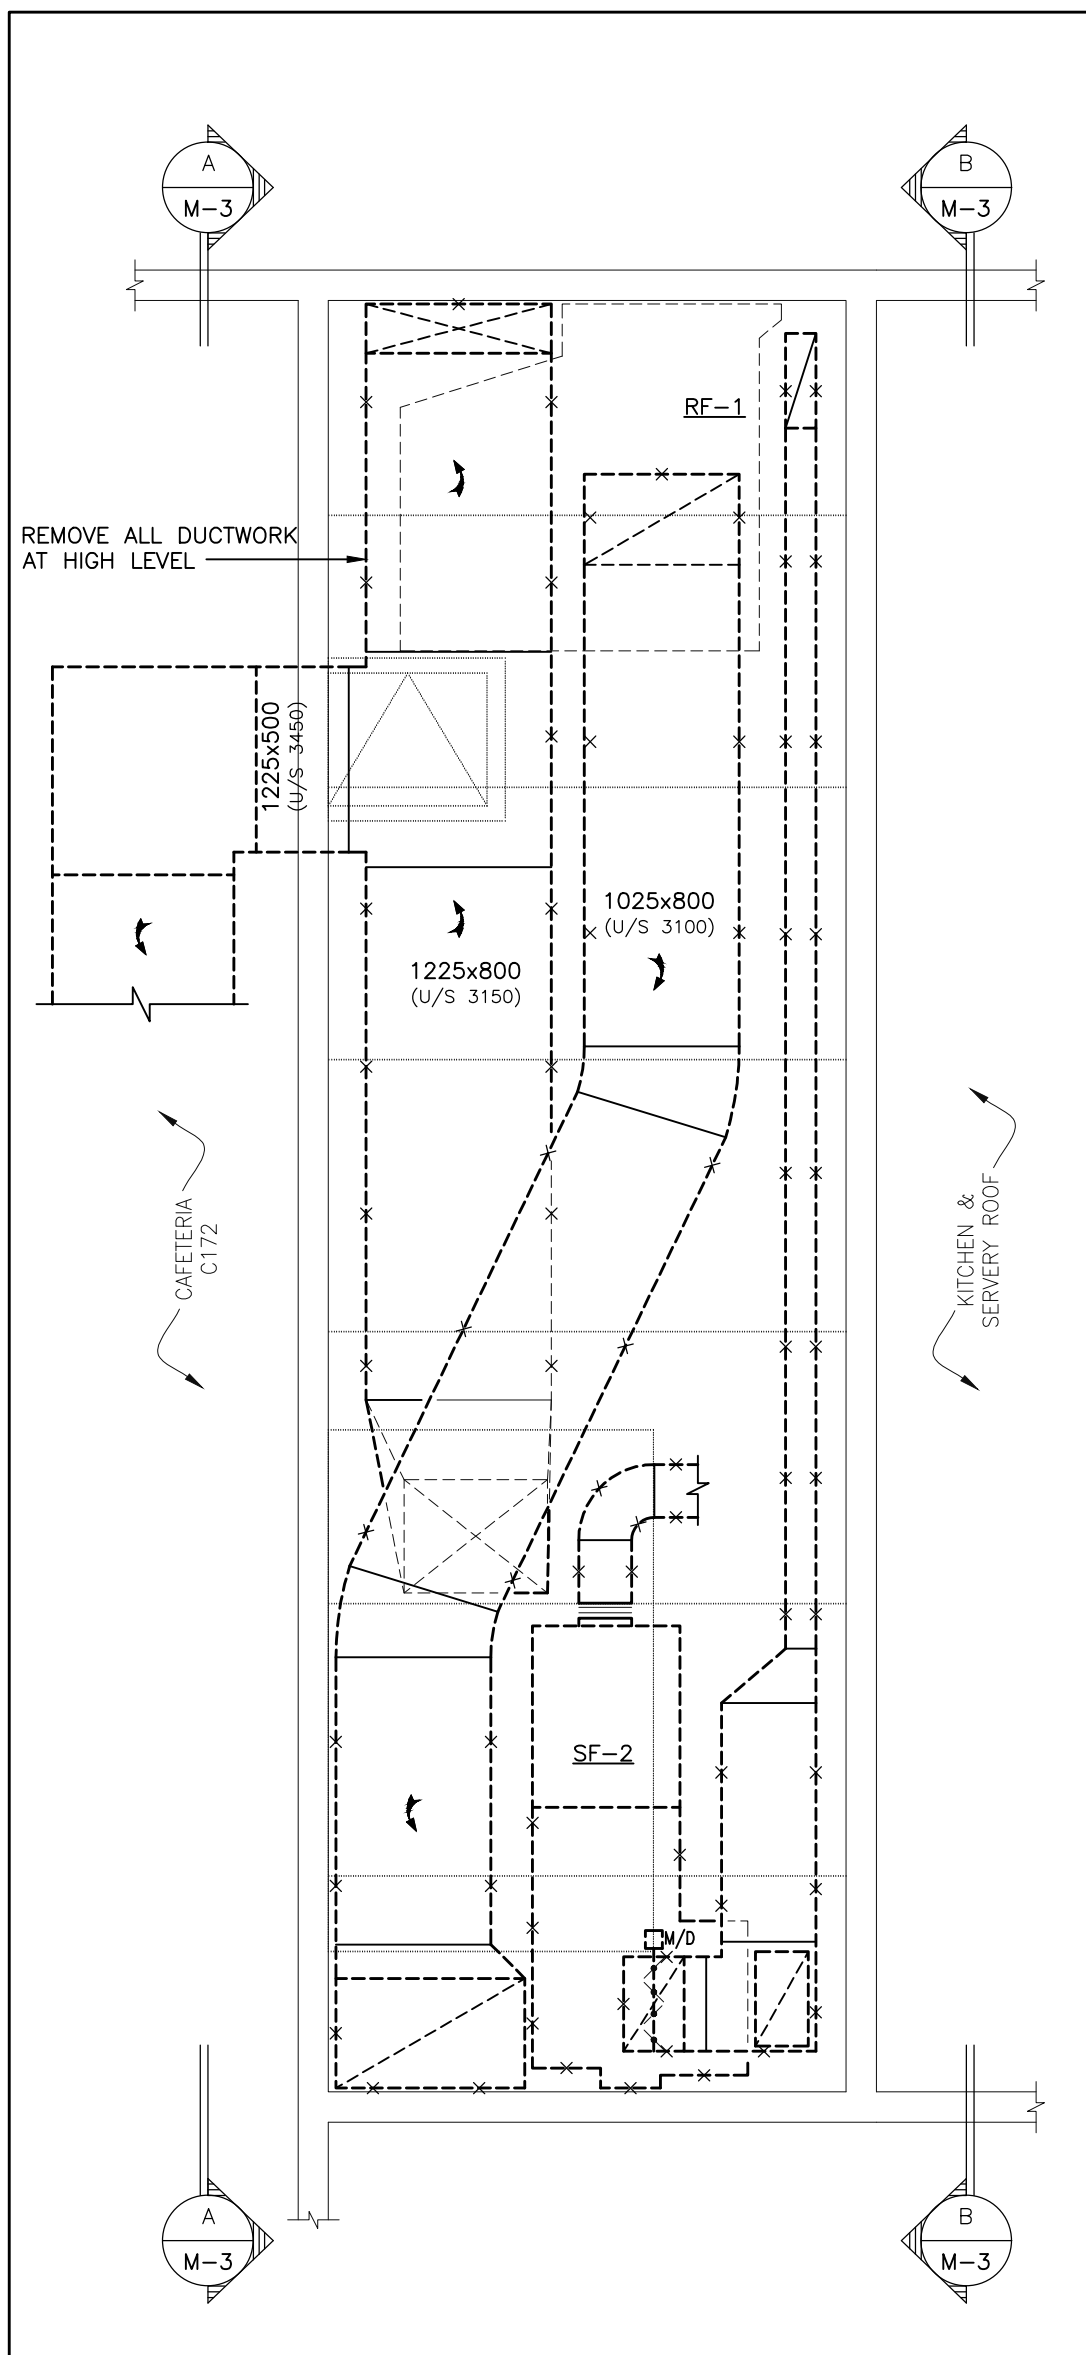 A
M-3
B
M-3
RF-1
REMOVE ALL DUCTWORK
AT HIGH LEVEL
1225x500
(U/S 3450)
1025x800
(U/S 3100)
1225x800
(U/S 3150)
CAFETERIA
C172
KITCHEN &
SERVERY ROOF
SF-2
M/D
A
M-3
B
M-3